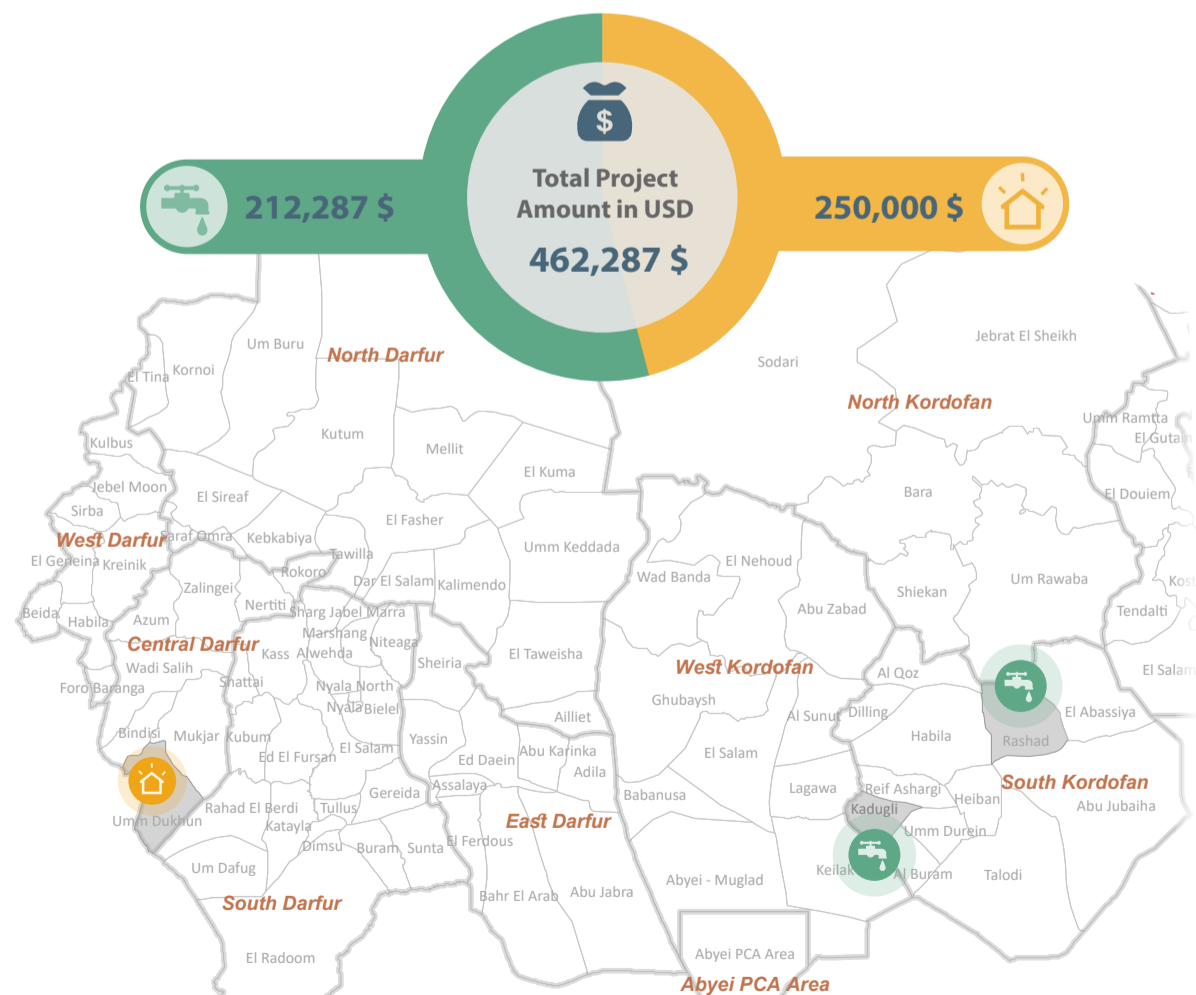 $
Total Project
Amount in USD
462,287 $
212,287 $
250,000 $
Um Buru
North Darfur
Jebrat El Sheikh
Sodari
El Tina
Kornoi
North Kordofan
Umm Ramtta
Kutum
Kulbus
Mellit
El Kuma
Jebel Moon
El Sireaf
Bara
El Douiem
Sirba
El Fasher
West Darfur
Kebkabiya
Umm Keddada
Tawilla
El Geneina
Kreinik
Rokoro
Dar El Salam
Kalimendo
El Nehoud
Wad Banda
Um Rawaba
Zalingei
Shiekan
Nertiti
Beida
Habila
Azum
Sharg Jabel Marra
Abu Zabad
Tendalti
Marshang
Niteaga
Central Darfur
Kass
Alwehda
El Taweisha
Wadi Salih
Sheiria
West Kordofan
Al Qoz
El Salam
Foro Baranga
Shattai
Nyala North
Ghubaysh
Nyala
Bielel
Ailliet
Al Sunut
Dilling
El Abassiya
Bindisi
Mukjar
Kubum
El Salam
Yassin
Abu Karinka
El Salam
Habila
Rashad
Ed El Fursan
Ed Daein
Adila
South Kordofan
Gereida
Assalaya
Babanusa
Lagawa
Reif Ashargi
Heiban
Abu Jubaiha
Umm Dukhun
Rahad El Berdi
Tullus
Katayla
East Darfur
Kadugli
Umm Durein
Dimsu
Buram
Sunta
El Ferdous
Um Dafug
Abyei - Muglad
Al Buram
Talodi
Bahr El Arab
Abu Jabra
South Darfur
El Radoom
Abyei PCA Area
Abyei PCA Area